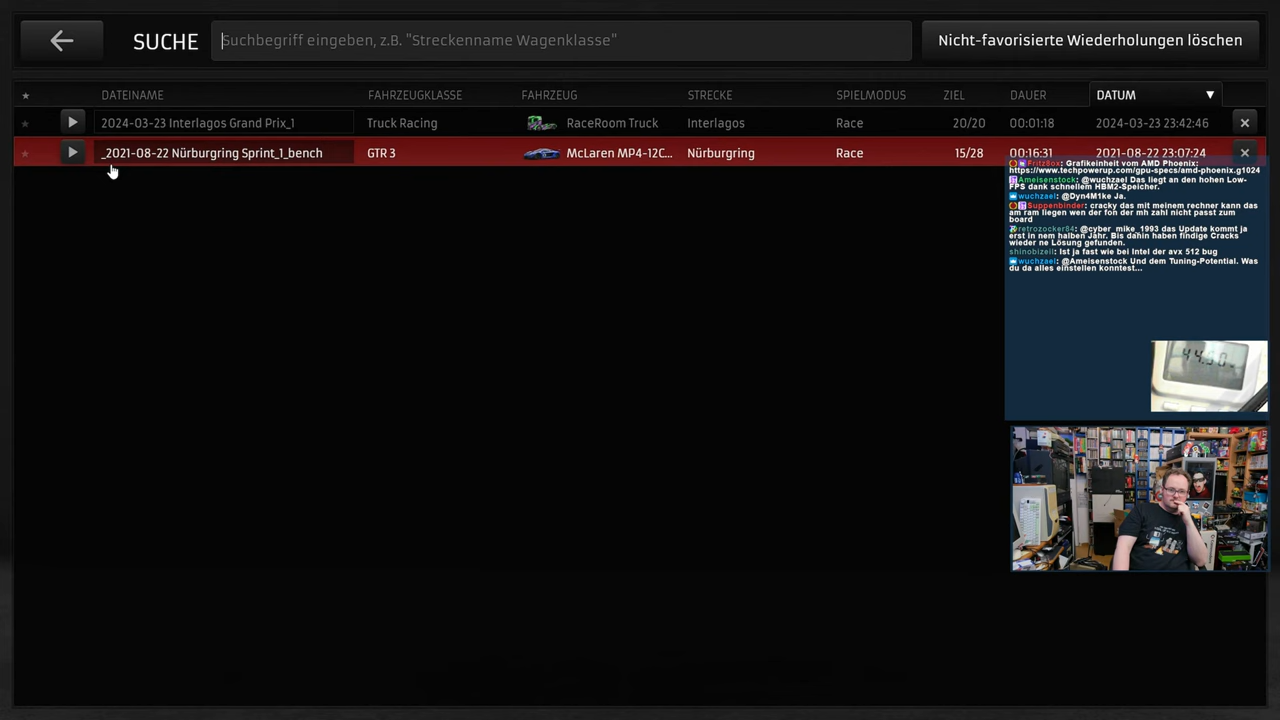 SUCHE
Suchbegriff eingeben, z.B. "Streckenname Wagenklasse"
Nicht-favorisierte Wiederholungen löschen
★ DATEINAME FAHRZEUGKLASSE FAHRZEUG STRECKE SPIELMODUS ZIEL DAUER DATUM ▼
2024-03-23 Interlagos Grand Prix_1 Truck Racing RaceRoom Truck Interlagos Race 20/20 00:01:18 2024-03-23 23:42:46
_2021-08-22 Nürburgring Sprint_1_bench GTR 3 McLaren MP4-12C... Nürburgring Race 15/28 00:16:31 2021-08-22 23:07:24
FritzBox: Grafikeinheit vom AMD Phoenix:
https://www.techpowerup.com/gpu-specs/amd-phoenix.g1024
Ameisenstock: @wuchzael Das liegt an den hohen Low-
FPS dank schnellem HBM2-Speicher.
wuchzael: @Dyn4M1ke Ja.
Suppenbinder: cracky das mit meinem rechner kann das
am ram liegen wen der fon der mh zahl nicht passt zum
board
retrozocker84: @cyber_mike_1993 das Update kommt ja
erst in nem halben Jahr. Bis dahin haben findige Cracks
wieder ne Lösung gefunden.
shinobizeil: Ist ja fast wie bei Intel der avx 512 bug
wuchzael: @Ameisenstock Und dem Tuning-Potential. Was
du da alles einstellen konntest...